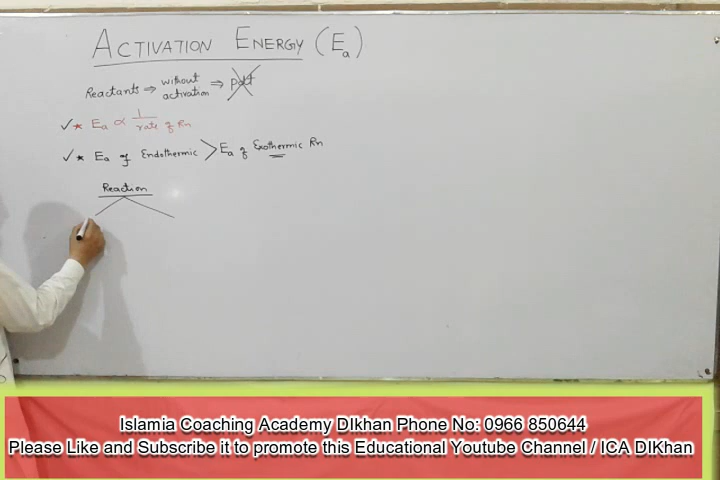 ACTIVATION ENERGY (Ea)
Reactants ⇒ without activation ⇒ pdt
✓ * Ea ∝ 1/rate of Rn
✓ * Ea of Endothermic > Ea of Exothermic Rn
Reaction
Islamia Coaching Academy DIkhan Phone No: 0966 850644
Please Like and Subscribe it to promote this Educational Youtube Channel / ICA DIKhan